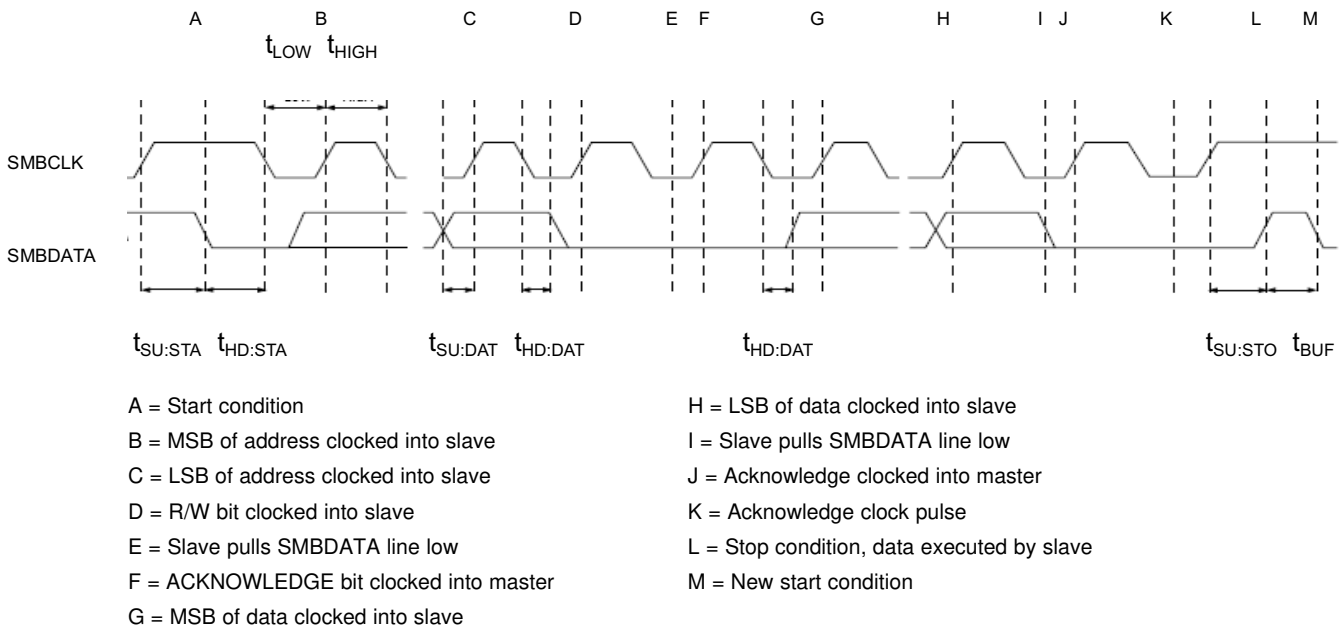 A B C D E F G H I J K L M
tLOW tHIGH
SMBCLK
SMBDATA
tSU:STA tHD:STA tSU:DAT tHD:DAT tHD:DAT tSU:STO tBUF
A = Start condition
B = MSB of address clocked into slave
C = LSB of address clocked into slave
D = R/W bit clocked into slave
E = Slave pulls SMBDATA line low
F = ACKNOWLEDGE bit clocked into master
G = MSB of data clocked into slave
H = LSB of data clocked into slave
I = Slave pulls SMBDATA line low
J = Acknowledge clocked into master
K = Acknowledge clock pulse
L = Stop condition, data executed by slave
M = New start condition